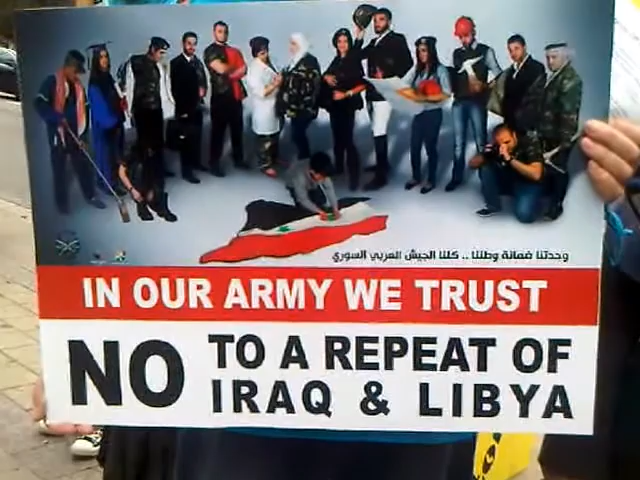 وحدتنا ضمانة وطننا .. كلنا الجيش العربي السوري
IN OUR ARMY WE TRUST
NO TO A REPEAT OF
IRAQ & LIBYA